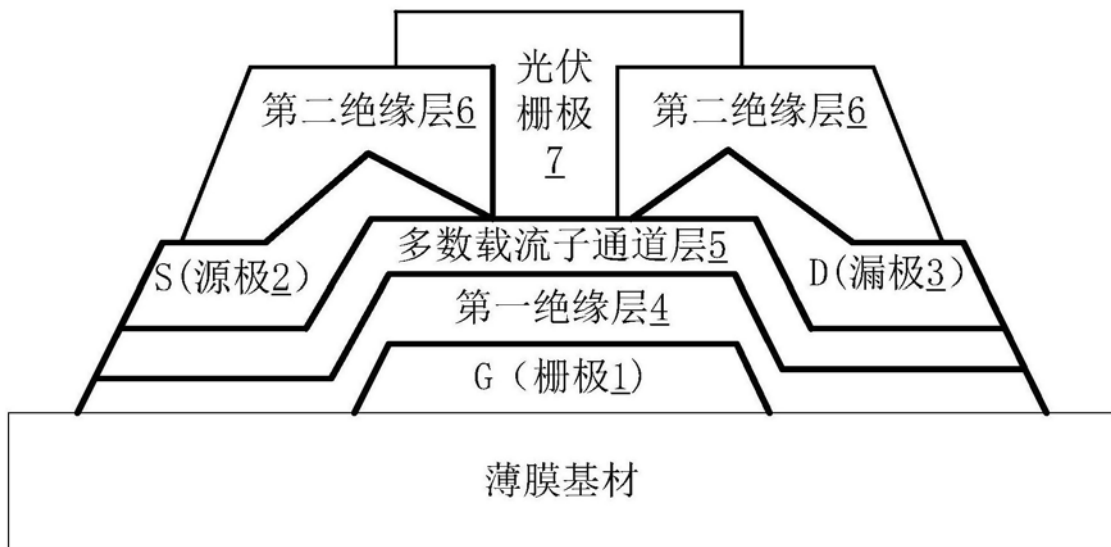 光伏
栅极
7
第二绝缘层6
第二绝缘层6
多数载流子通道层5
S(源极2）
D(漏极3）
第一绝缘层4
G（栅极1)
薄膜基材